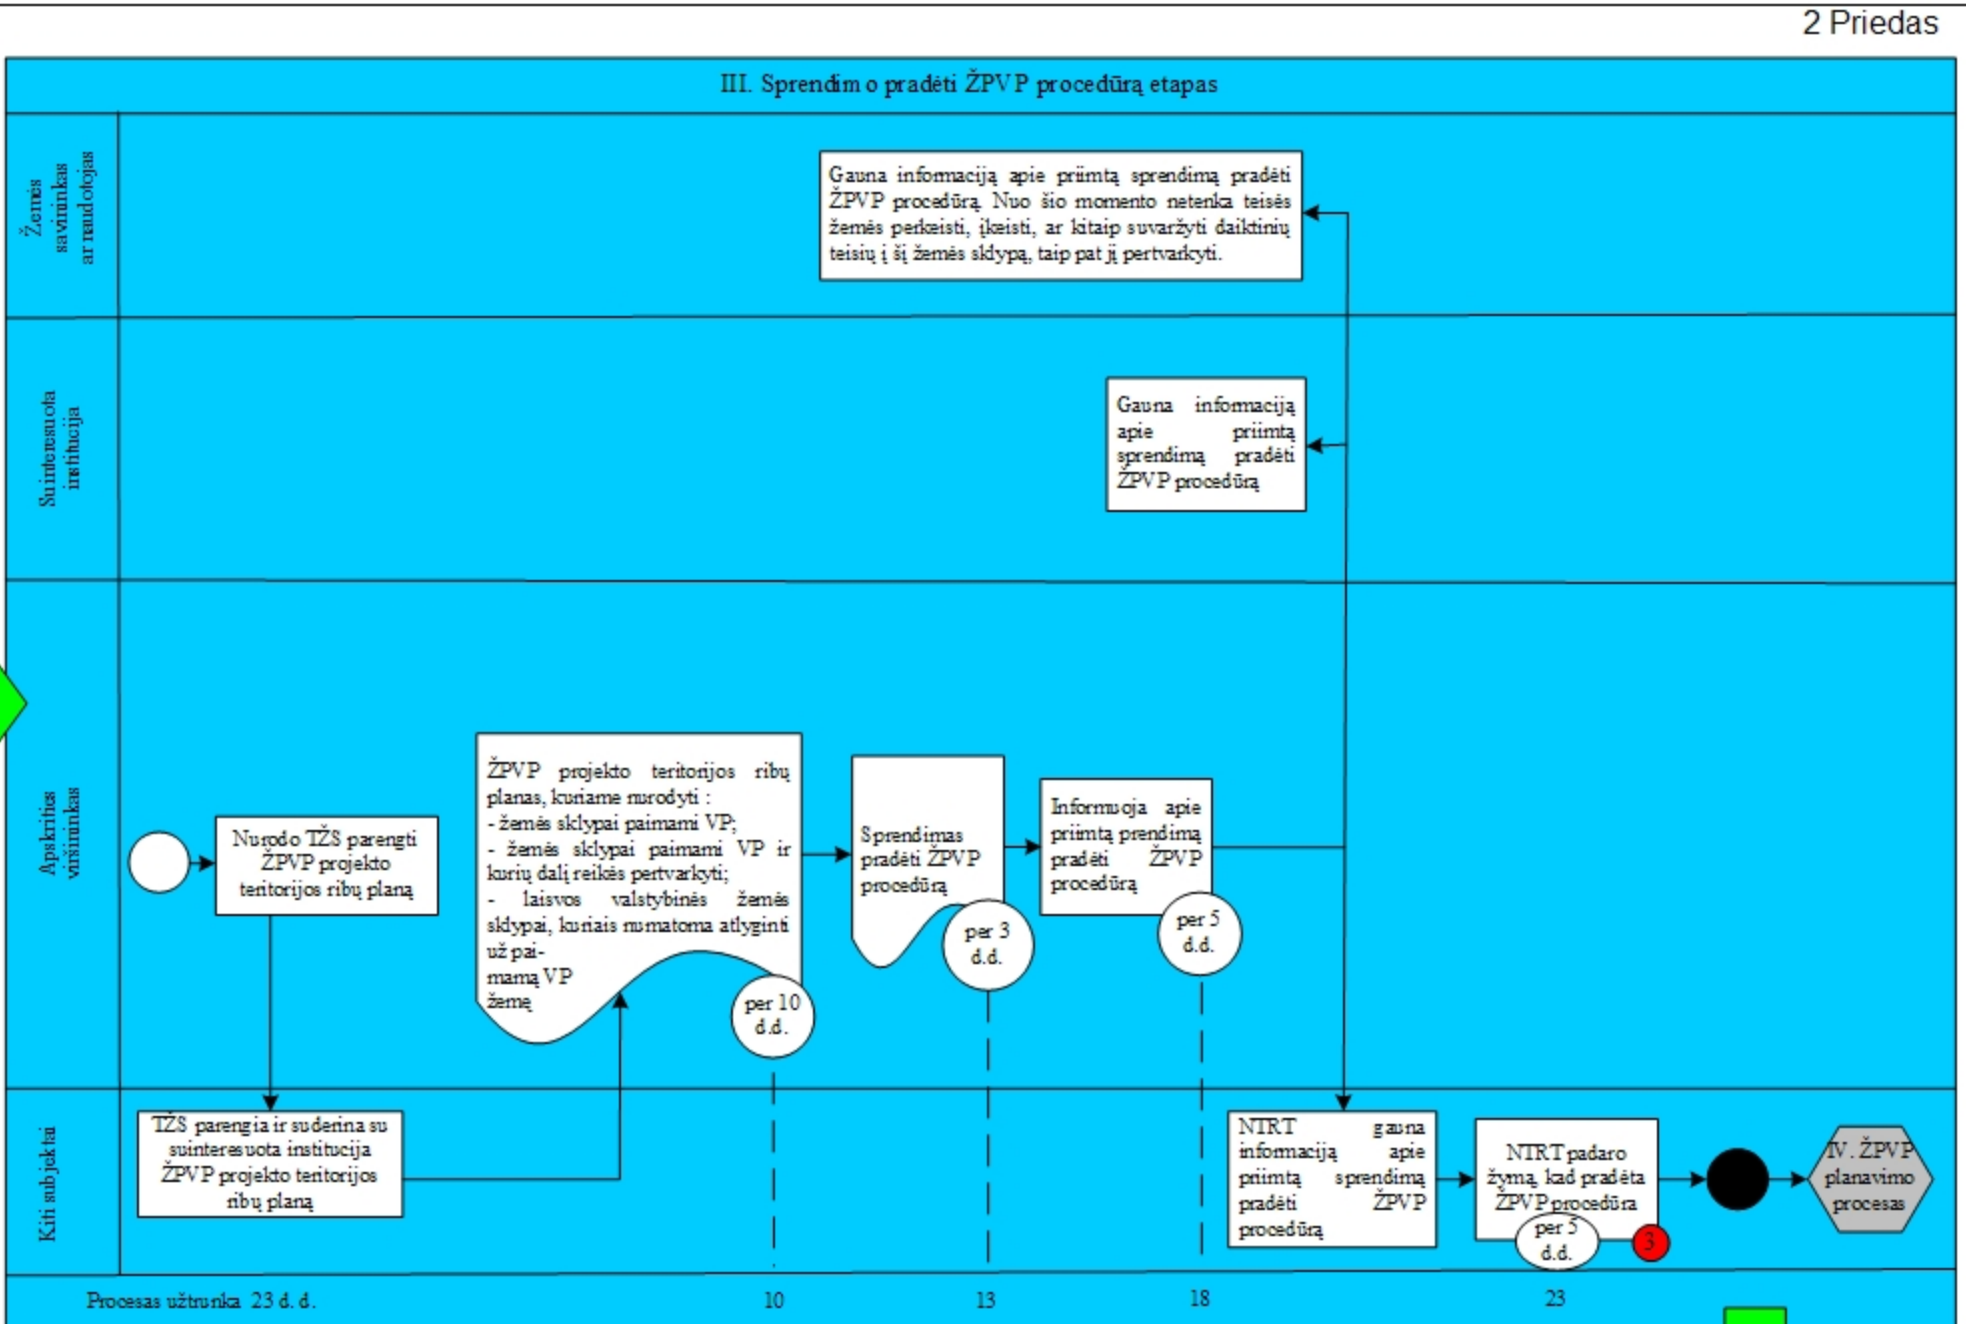 2 Priedas
III. Sprendimo pradėti ŽPVP procedūrą etapas
Žemės
savininkas
ar naudotojas
Gauna informaciją apie priimtą sprendimą pradėti
ŽPVP procedūrą. Nuo šio momento netenka teisės
žemės perkeisti, įkeisti, ar kitaip suvaržyti daiktinių
teisių į šį žemės sklypą, taip pat jį pertvarkyti.
Suinteresuota
institucija
Gauna informaciją
apie priimtą
sprendimą pradėti
ŽPVP procedūrą
Apskrities
viršininkas
Nurodo TŽS parengti
ŽPVP projekto
teritorijos ribų planą
ŽPVP projekto teritorijos ribų
planas, kuriame nurodyti :
- žemės sklypai paimami VP;
- žemės sklypai paimami VP ir
kurių dalį reikės pertvarkyti;
- laisvos valstybinės žemės
sklypai, kuriais numatoma atlyginti
už pai-
mamą VP
žemę
per 10
d.d.
Sprendimas
pradėti ŽPVP
procedūrą
per 3
d.d.
Informuoja apie
priimtą prendimą
pradėti ŽPVP
procedūrą
per 5
d.d.
Kiti subjektai
TŽS parengia ir suderina su
suinteresuota institucija
ŽPVP projekto teritorijos
ribų planą
NTRT gauna
informaciją apie
priimtą sprendimą
pradėti ŽPVP
procedūrą
NTRT padaro
žymą, kad pradėta
ŽPVP procedūra
per 5
d.d.
3
IV. ŽPVP
planavimo
procesas
Procesas užtrunka 23 d. d.
10
13
18
23